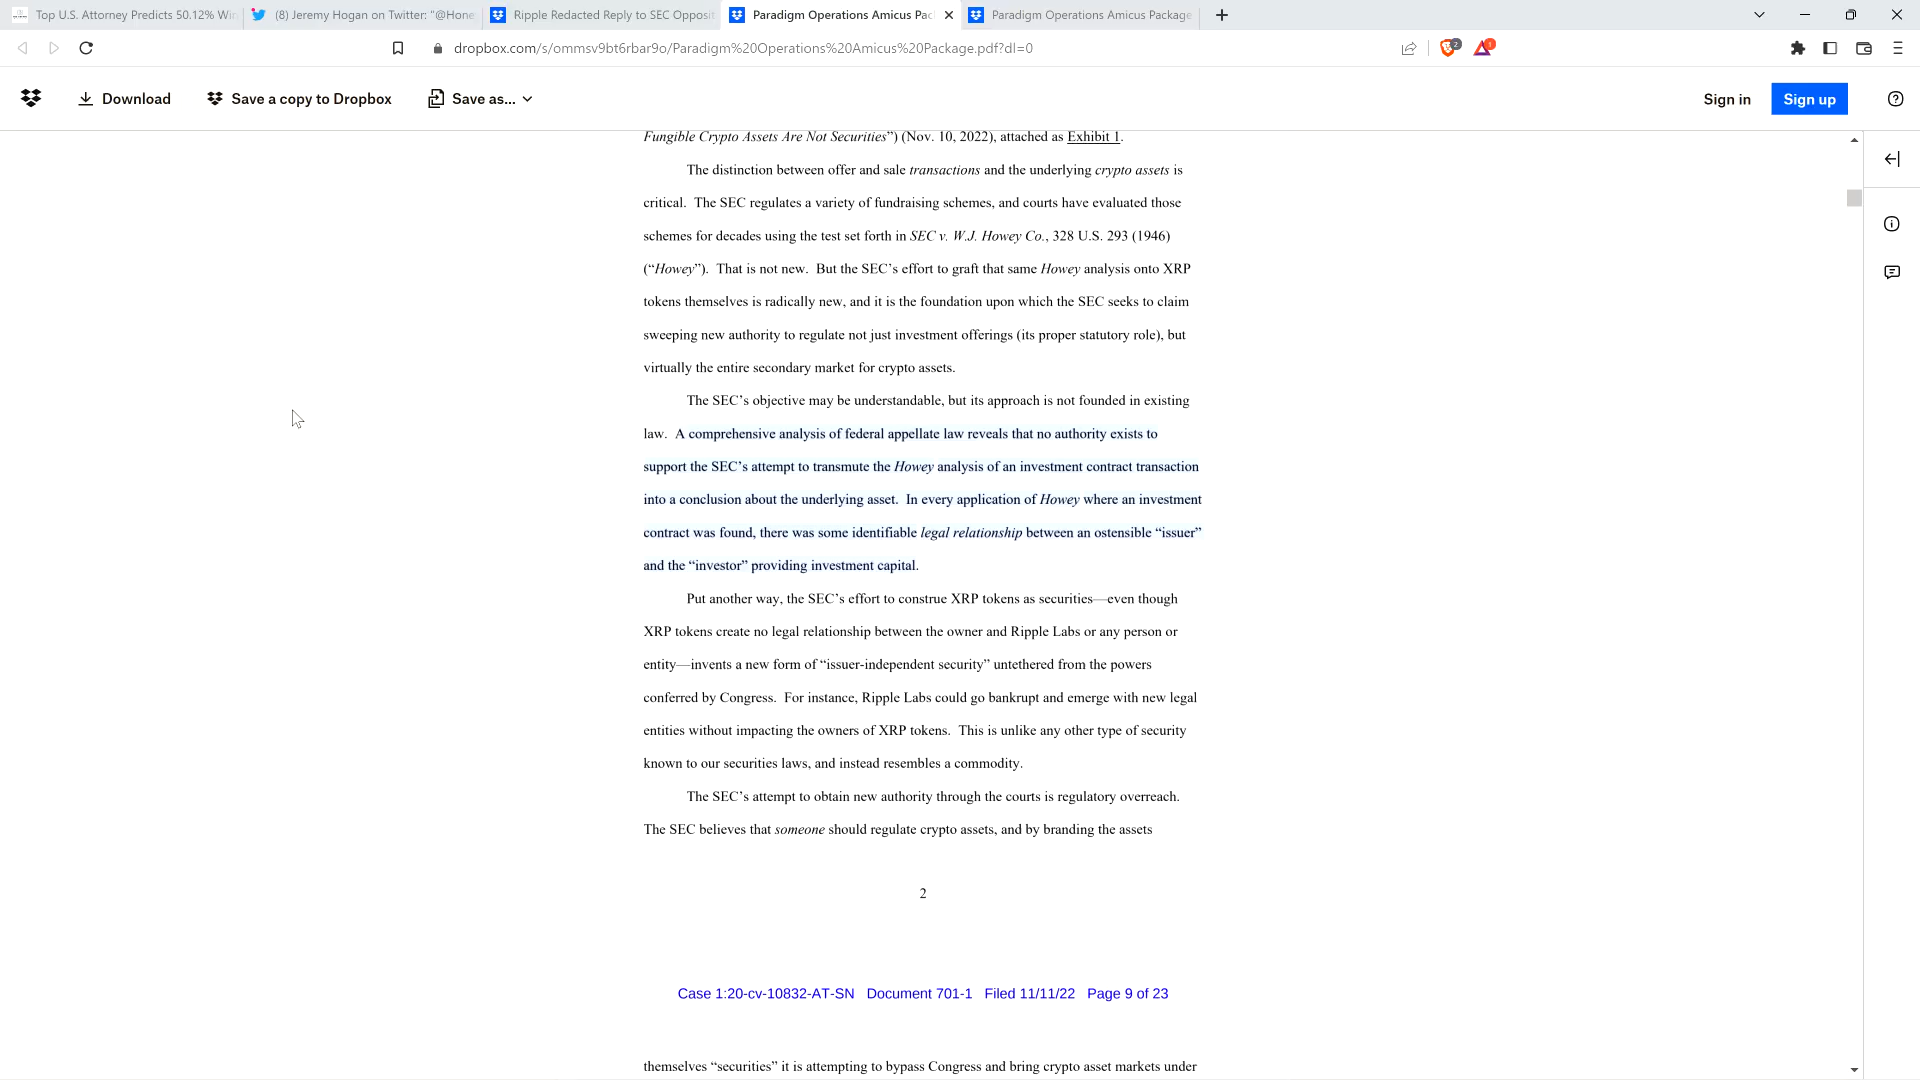 Top U.S. Attorney Predicts 50.12% Wi
(8) Jeremy Hogan on Twitter: "@Hone
Ripple Redacted Reply to SEC Opposit
Paradigm Operations Amicus Pac
Paradigm Operations Amicus Package
dropbox.com/s/ommsv9bt6rbar9o/Paradigm%20Operations%20Amicus%20Package.pdf?dl=0
2
1
Download
Save a copy to Dropbox
Save as...
Sign in
Sign up
Fungible Crypto Assets Are Not Securities”) (Nov. 10, 2022), attached as Exhibit 1.
The distinction between offer and sale transactions and the underlying crypto assets is
critical. The SEC regulates a variety of fundraising schemes, and courts have evaluated those
schemes for decades using the test set forth in SEC v. W.J. Howey Co., 328 U.S. 293 (1946)
(“Howey”). That is not new. But the SEC’s effort to graft that same Howey analysis onto XRP
tokens themselves is radically new, and it is the foundation upon which the SEC seeks to claim
sweeping new authority to regulate not just investment offerings (its proper statutory role), but
virtually the entire secondary market for crypto assets.
The SEC’s objective may be understandable, but its approach is not founded in existing
law. A comprehensive analysis of federal appellate law reveals that no authority exists to
support the SEC’s attempt to transmute the Howey analysis of an investment contract transaction
into a conclusion about the underlying asset. In every application of Howey where an investment
contract was found, there was some identifiable legal relationship between an ostensible “issuer”
and the “investor” providing investment capital.
Put another way, the SEC’s effort to construe XRP tokens as securities—even though
XRP tokens create no legal relationship between the owner and Ripple Labs or any person or
entity—invents a new form of “issuer-independent security” untethered from the powers
conferred by Congress. For instance, Ripple Labs could go bankrupt and emerge with new legal
entities without impacting the owners of XRP tokens. This is unlike any other type of security
known to our securities laws, and instead resembles a commodity.
The SEC’s attempt to obtain new authority through the courts is regulatory overreach.
The SEC believes that someone should regulate crypto assets, and by branding the assets
2
Case 1:20-cv-10832-AT-SN Document 701-1 Filed 11/11/22 Page 9 of 23
themselves “securities” it is attempting to bypass Congress and bring crypto asset markets under